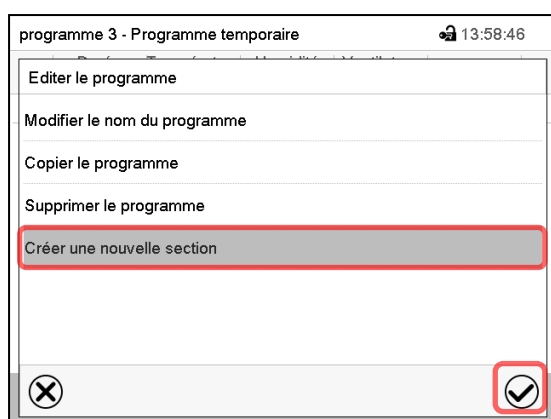 programme 3 - Programme temporaire 13:58:46
Editer le programme
Modifier le nom du programme
Copier le programme
Supprimer le programme
Créer une nouvelle section